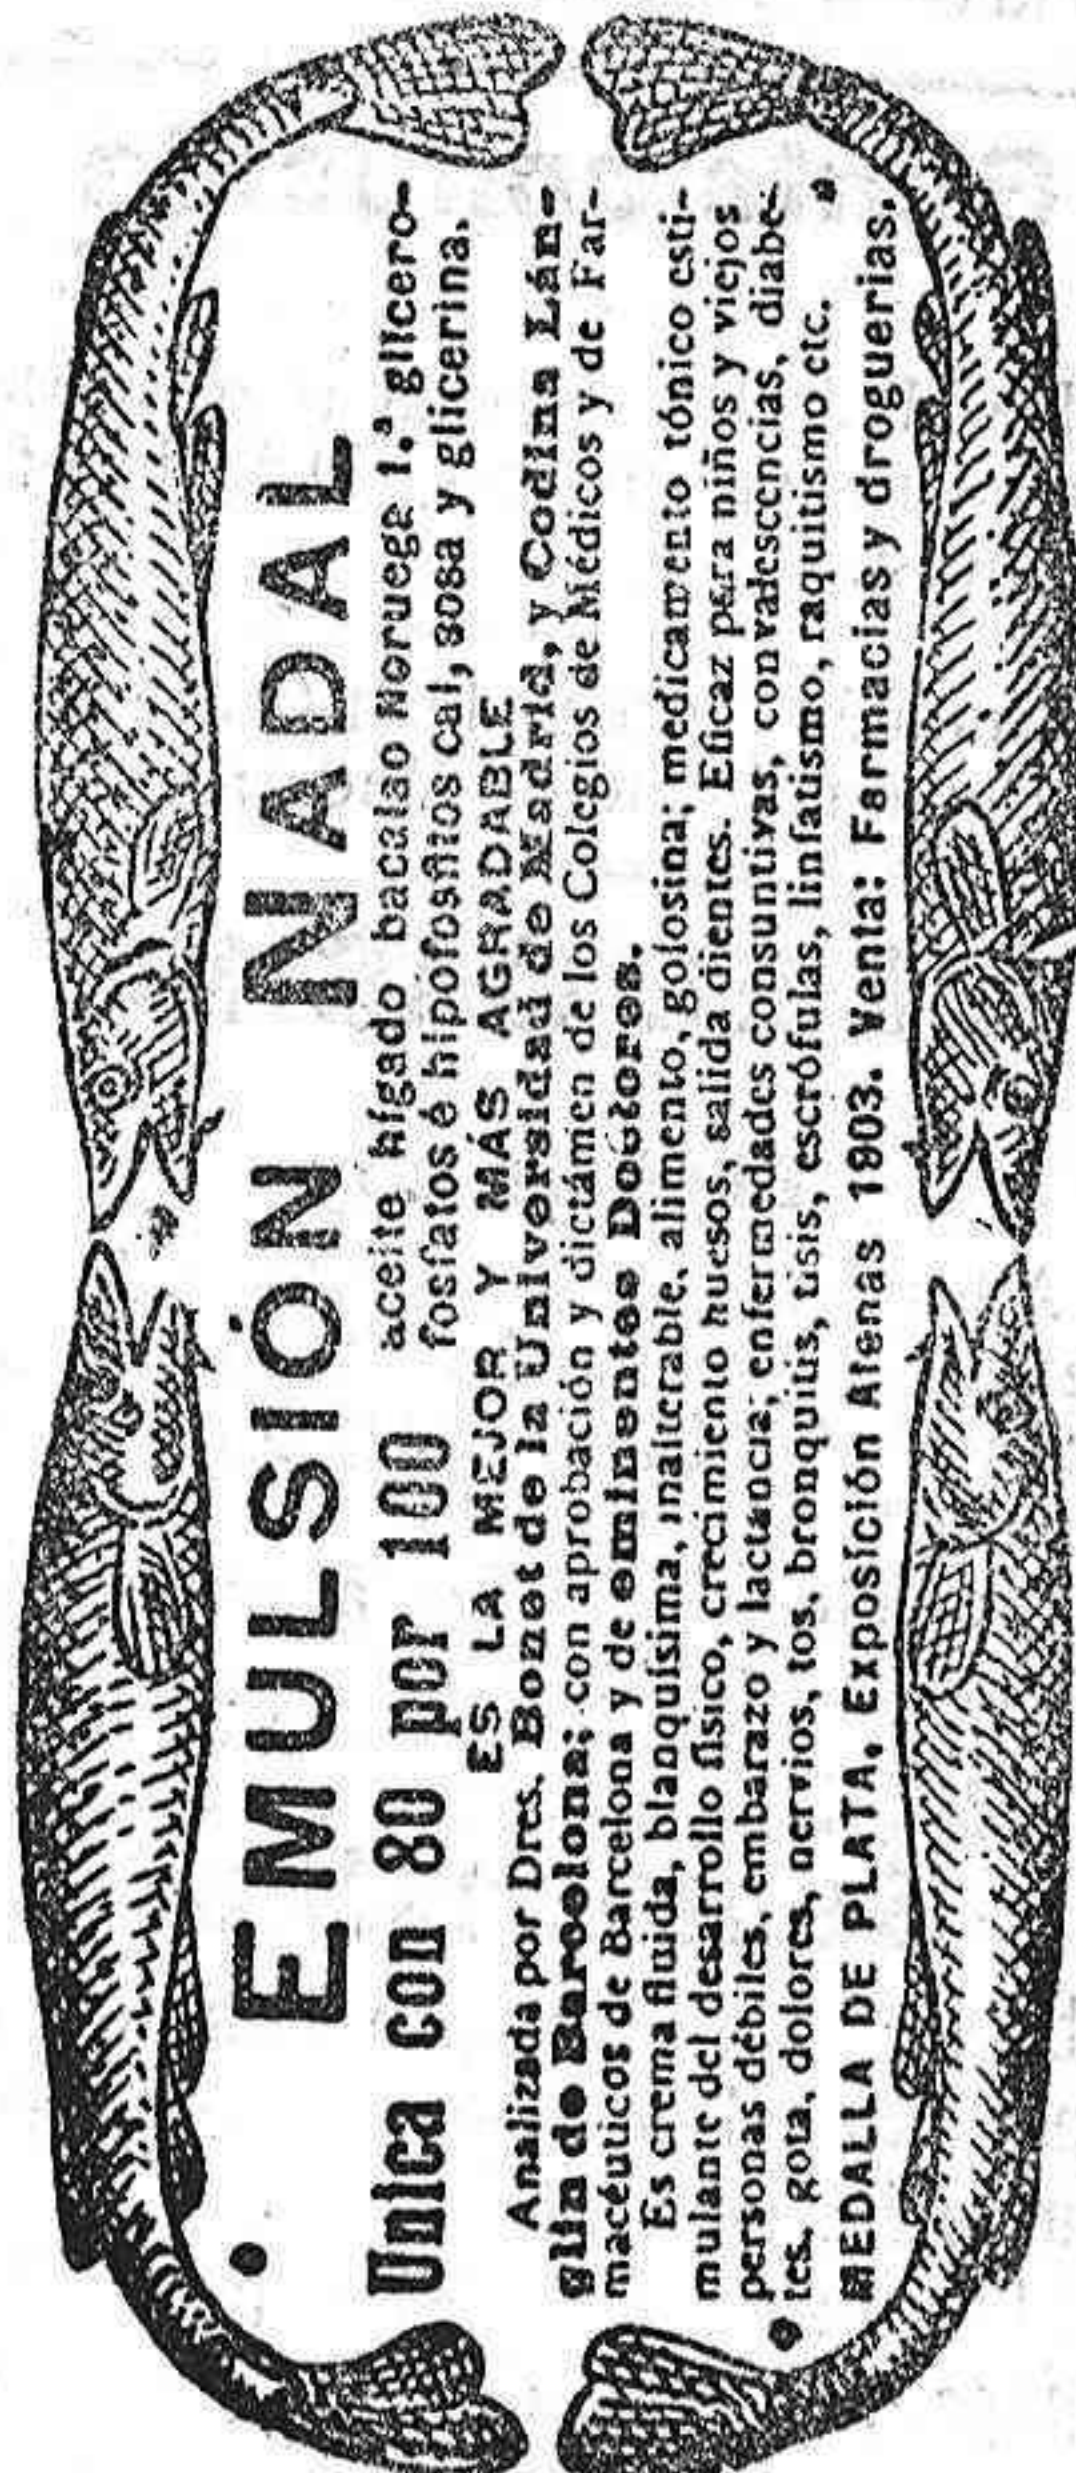 EMULSIÓN NADAL
Unica con 80 por 100 aceite hígado bacalao Noruega 1.ª glicero-
fosfatos é hipofosfitos cal, sosa y glicerina.
ES LA MEJOR Y MÁS AGRADABLE
Analizada por Dres. Bonet de la Universidad de Madrid, y Codina Lán-
glin de Barcelona; con aprobación y dictámen de los Colegios de Médicos y de Far-
macéuticos de Barcelona y de eminentes Doctores.
Es crema fluida, blanquísima, inalterable, alimento, golosina; medicamento tónico esti-
mulante del desarrollo físico, crecimiento huesos, salida dientes. Eficaz para niños y viejos
personas débiles, embarazo y lactancia; enfermedades consuntivas, convalescencias, diabe-
tes, gota, dolores, nervios, tos, bronquitis, tisis, escrófulas, linfatismo, raquitismo etc.
MEDALLA DE PLATA, Exposición Atenas 1903. Venta: Farmacias y droguerias.